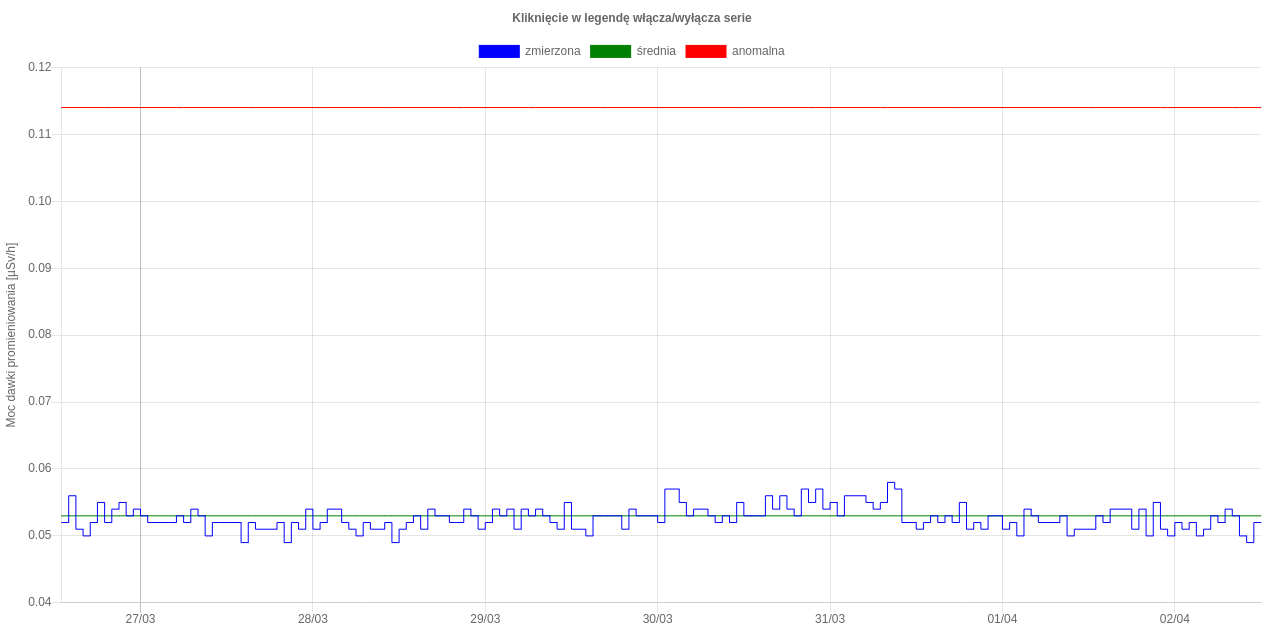 Kliknięcie w legendę włącza/wyłącza serie
zmierzona średnia anomalna
Moc dawki promieniowania [µSv/h]
0.12
0.11
0.10
0.09
0.08
0.07
0.06
0.05
0.04
27/03 28/03 29/03 30/03 31/03 01/04 02/04